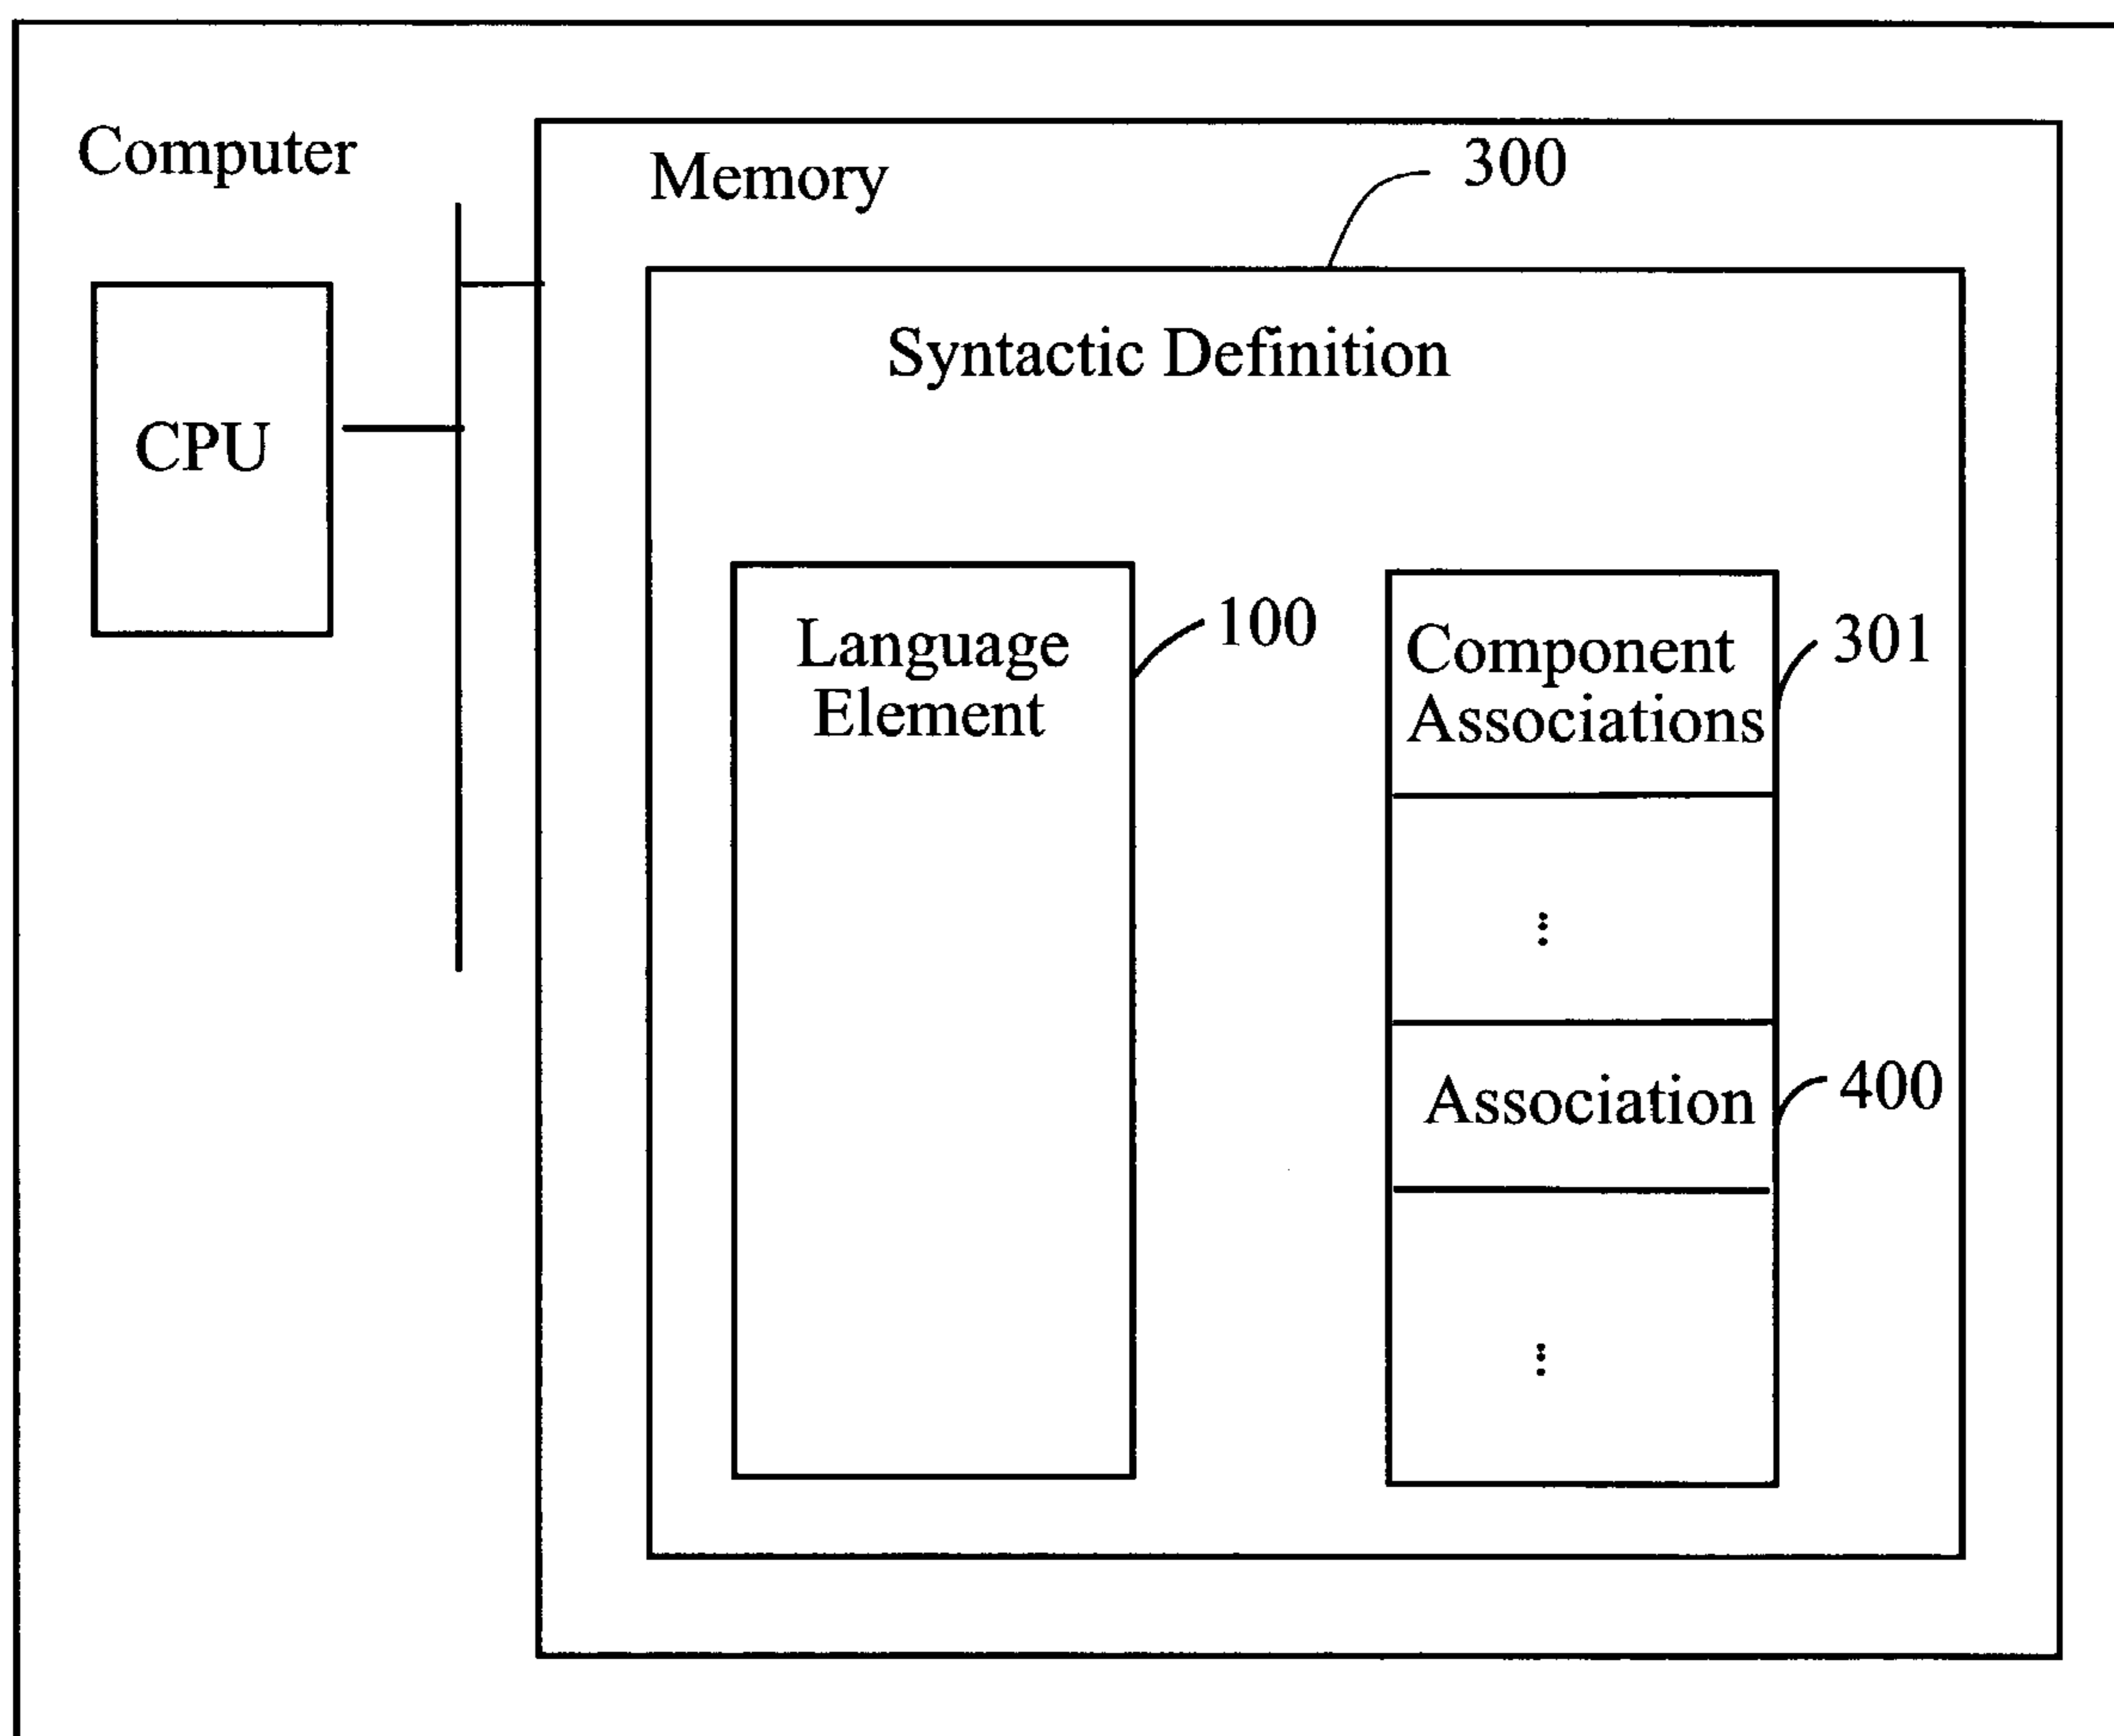 Computer
Memory
300
Syntactic Definition
CPU
Language
Element
100
Component
Associations
301
Association
400